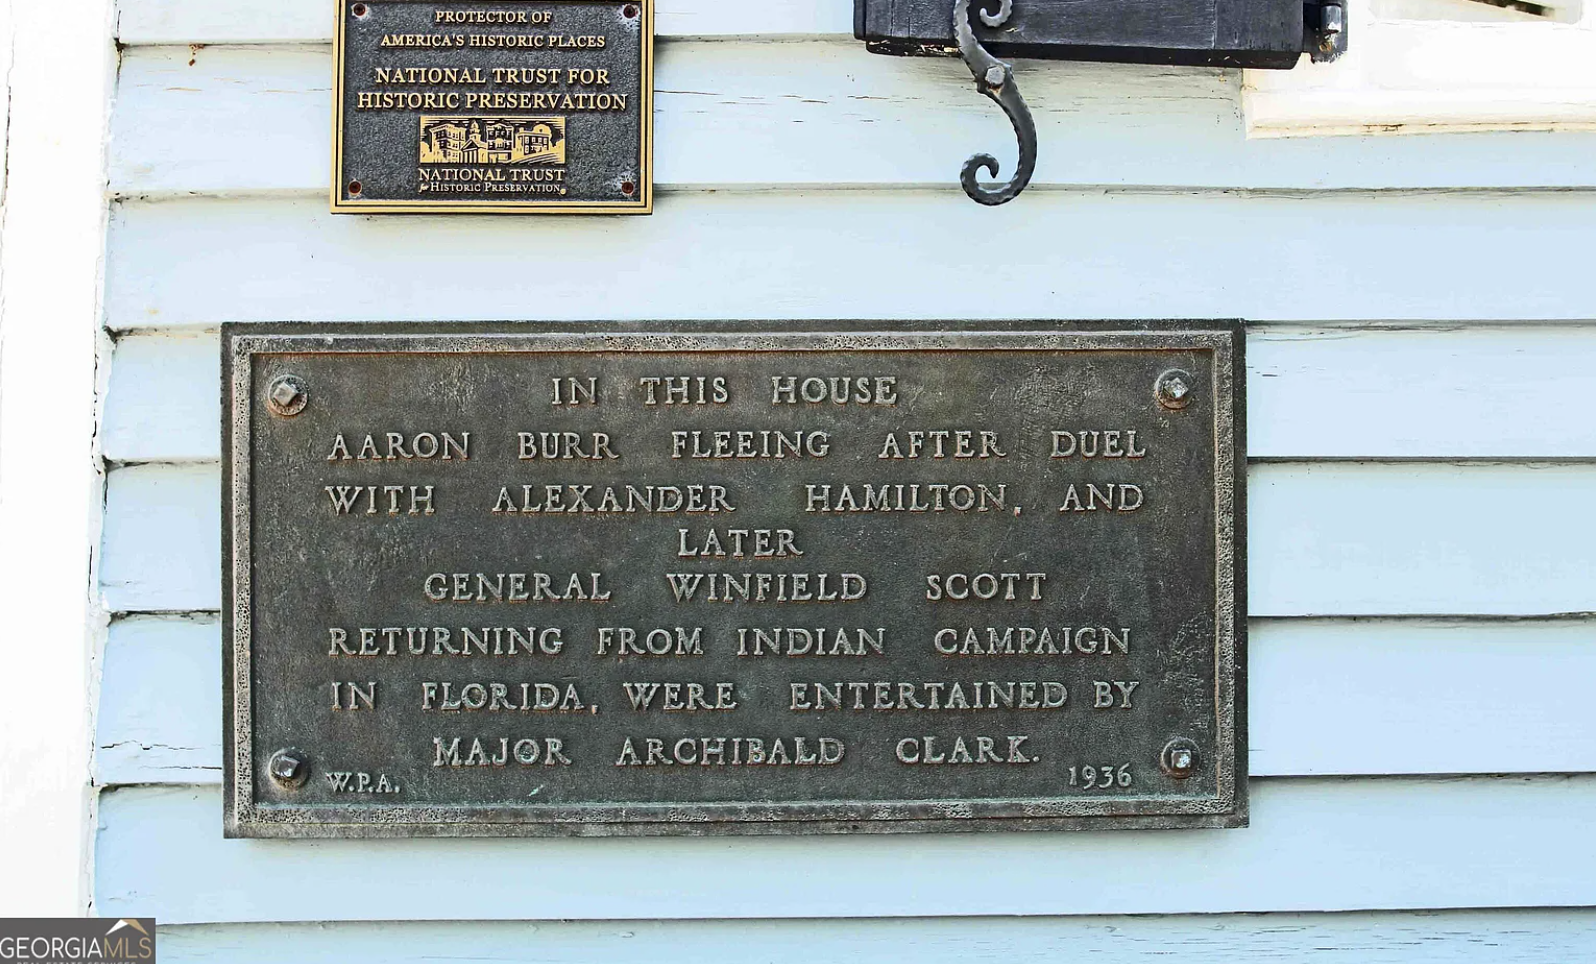 PROTECTOR OF
AMERICA'S HISTORIC PLACES
NATIONAL TRUST FOR
HISTORIC PRESERVATION
NATIONAL TRUST
for HISTORIC PRESERVATION
IN THIS HOUSE
AARON BURR FLEEING AFTER DUEL
WITH ALEXANDER HAMILTON, AND
LATER
GENERAL WINFIELD SCOTT
RETURNING FROM INDIAN CAMPAIGN
IN FLORIDA, WERE ENTERTAINED BY
MAJOR ARCHIBALD CLARK.
W.P.A. 1936
GEORGIAMLS